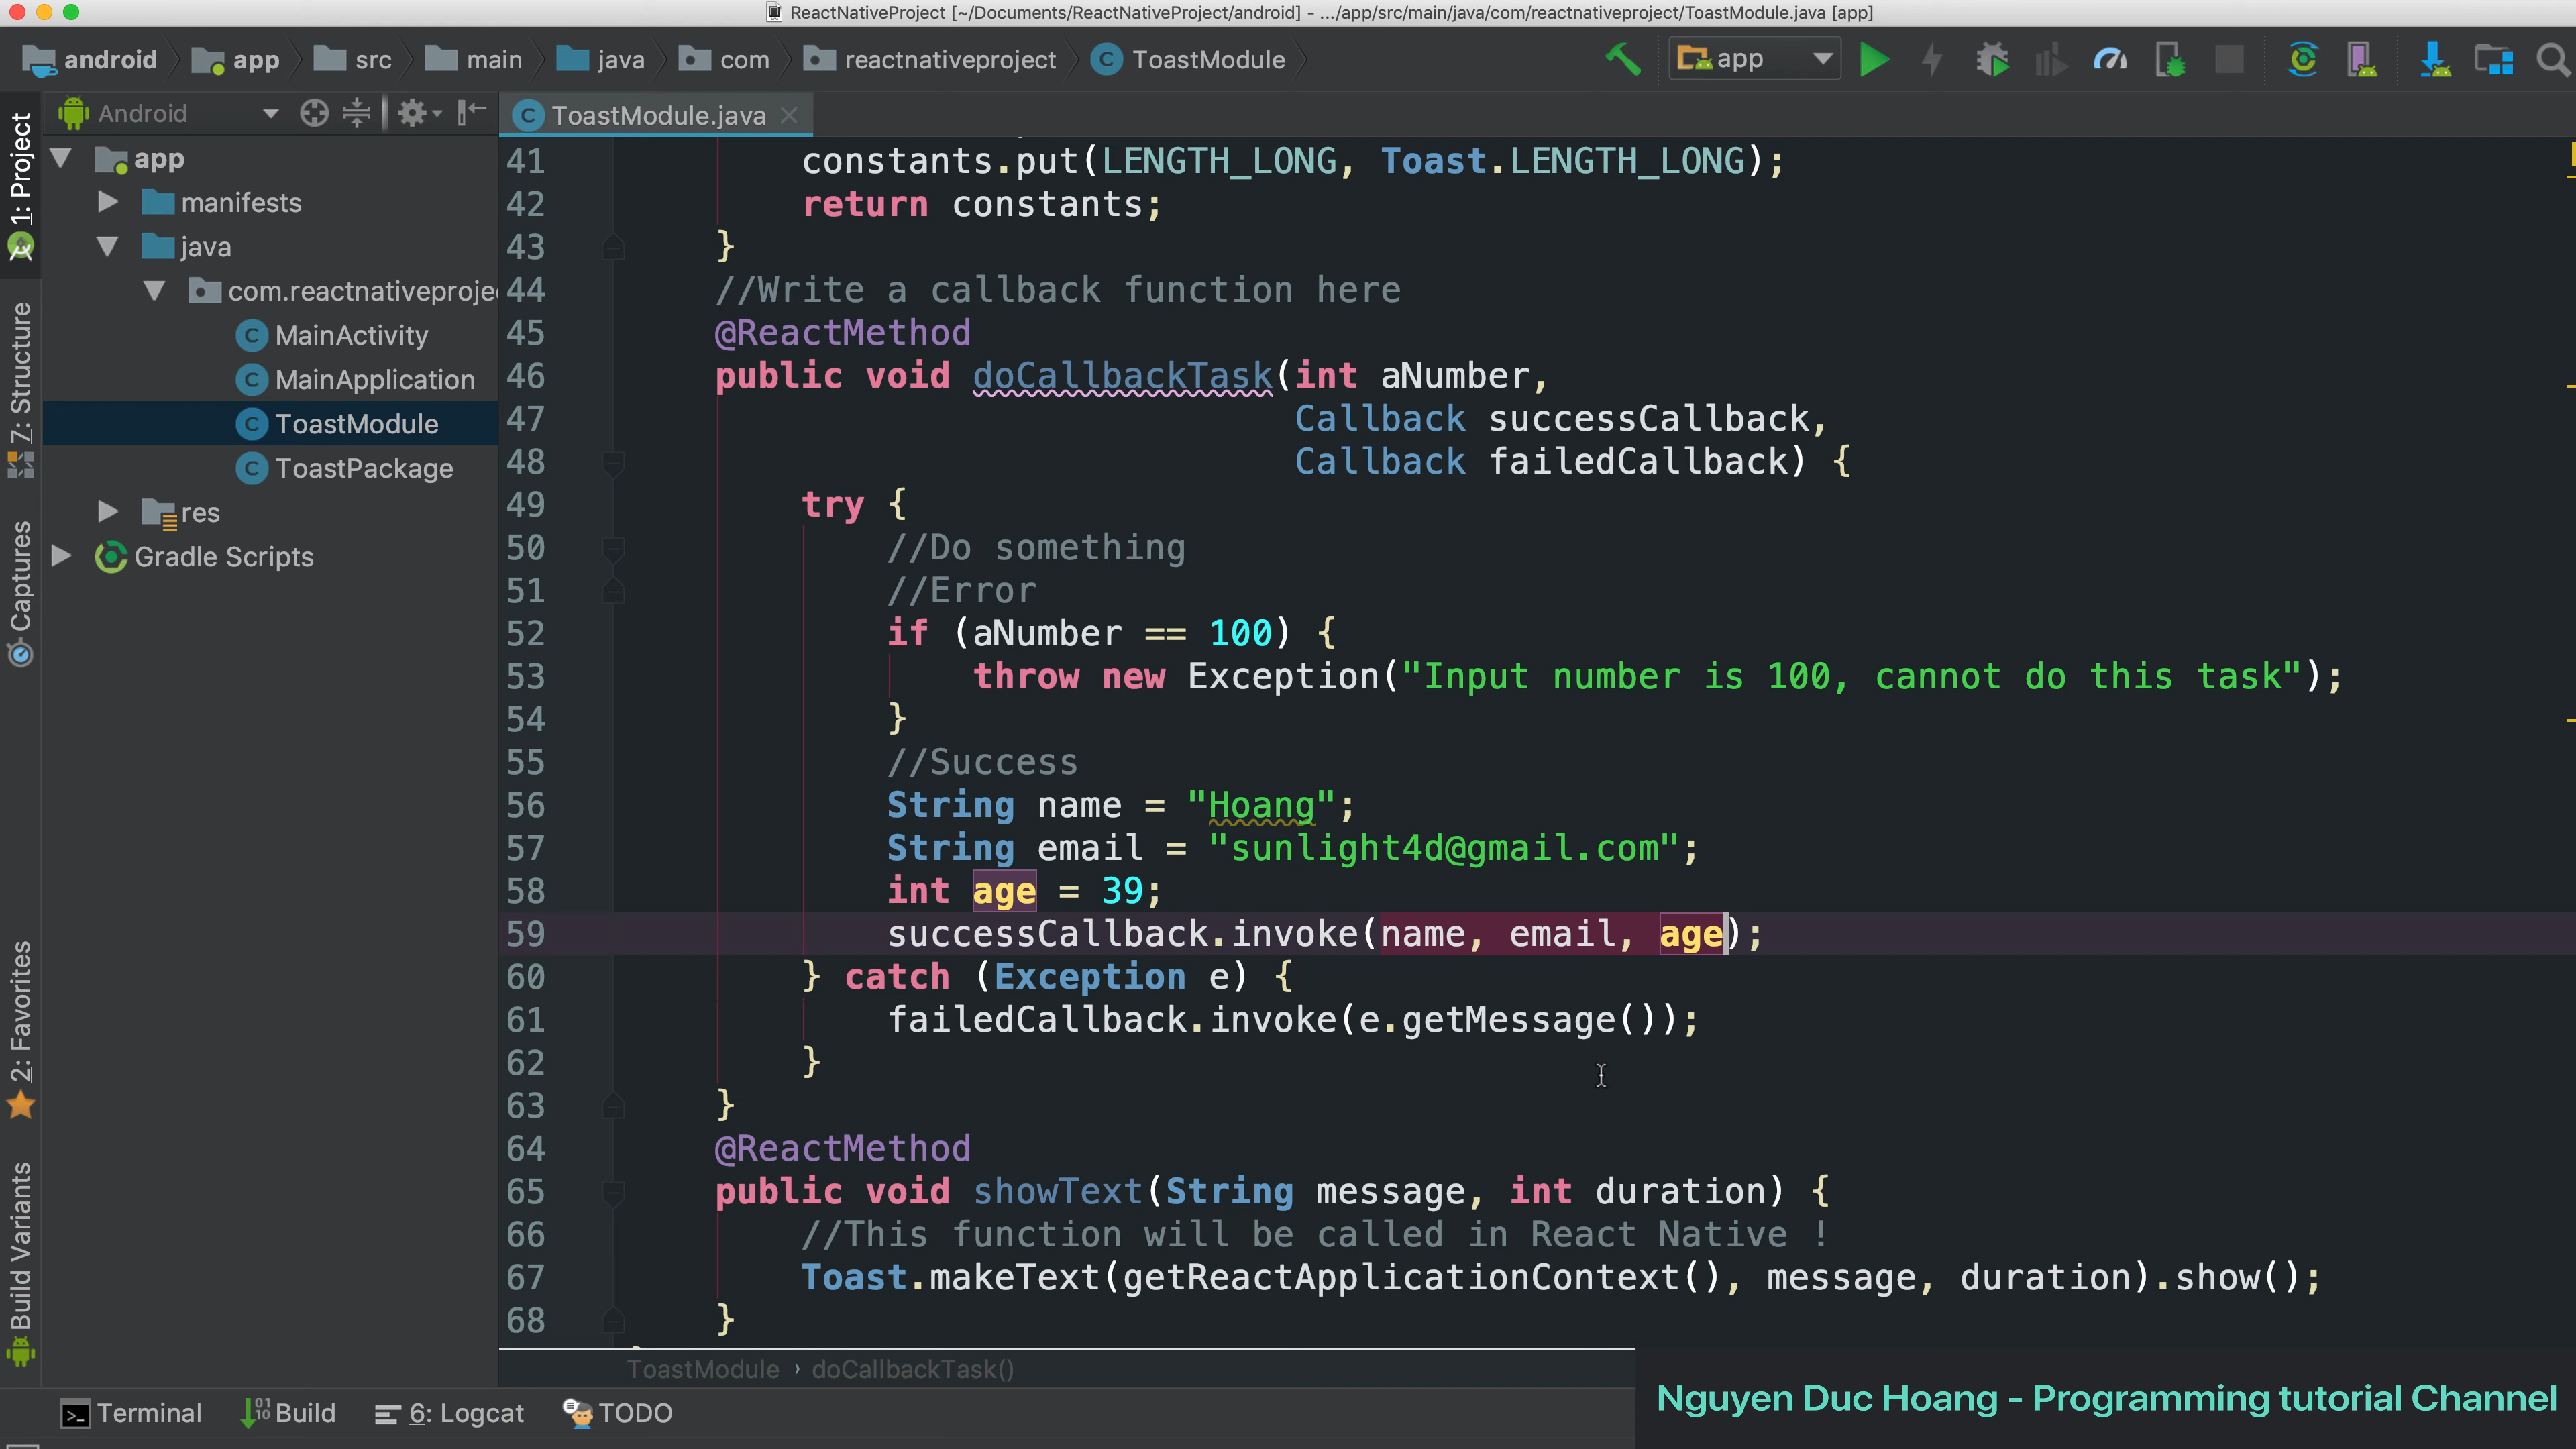 ReactNativeProject [~/Documents/ReactNativeProject/android] - .../app/src/main/java/com/reactnativeproject/ToastModule.java [app]
android app src main java com reactnativeproject ToastModule app
1: Project
7: Structure
Captures
2: Favorites
Build Variants
Android
app
manifests
java
com.reactnativeproje
MainActivity
MainApplication
ToastModule
ToastPackage
res
Gradle Scripts
ToastModule.java
41 constants.put(LENGTH_LONG, Toast.LENGTH_LONG);
42 return constants;
43 }
44 //Write a callback function here
45 @ReactMethod
46 public void doCallbackTask(int aNumber,
47 Callback successCallback,
48 Callback failedCallback) {
49 try {
50 //Do something
51 //Error
52 if (aNumber == 100) {
53 throw new Exception("Input number is 100, cannot do this task");
54 }
55 //Success
56 String name = "Hoang";
57 String email = "sunlight4d@gmail.com";
58 int age = 39;
59 successCallback.invoke(name, email, age);
60 } catch (Exception e) {
61 failedCallback.invoke(e.getMessage());
62 }
63 }
64 @ReactMethod
65 public void showText(String message, int duration) {
66 //This function will be called in React Native !
67 Toast.makeText(getReactApplicationContext(), message, duration).show();
68 }
ToastModule › doCallbackTask()
Terminal Build 6: Logcat TODO
Nguyen Duc Hoang - Programming tutorial Channel